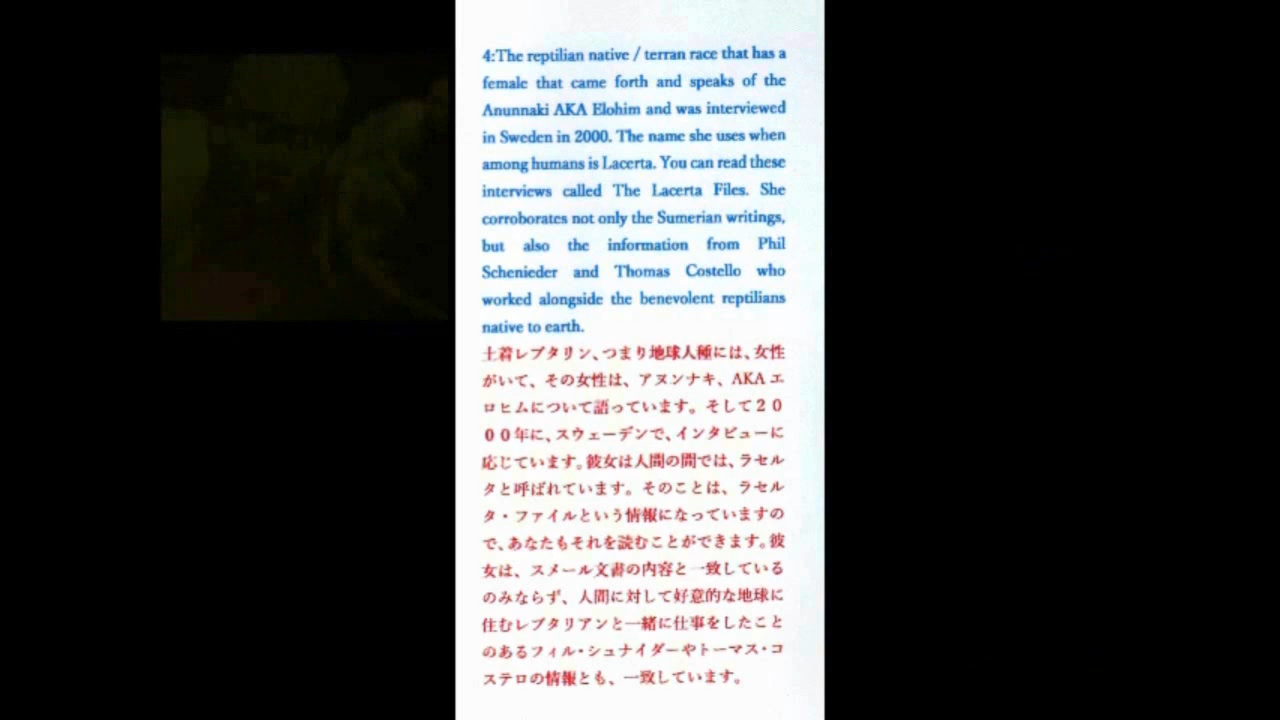 4:The reptilian native / terran race that has a
female that came forth and speaks of the
Anunnaki AKA Elohim and was interviewed
in Sweden in 2000. The name she uses when
among humans is Lacerta. You can read these
interviews called The Lacerta Files. She
corroborates not only the Sumerian writings,
but also the information from Phil
Schenieder and Thomas Costello who
worked alongside the benevolent reptilians
native to earth.
土着レプタリン、つまり地球人種には、女性
がいて、その女性は、アヌンナキ、AKAエ
ロヒムについて語っています。そして２０
００年に、スウェーデンで、インタビューに
応じています。彼女は人間の間では、ラセル
タと呼ばれています。そのことは、ラセル
タ・ファイルという情報になっていますの
で、あなたもそれを読むことができます。彼
女は、スメール文書の内容と一致している
のみならず、人間に対して好意的な地球に
住むレプタリアンと一緒に仕事をしたこと
のあるフィル・シュナイダーやトーマス・コ
ステロの情報とも、一致しています。